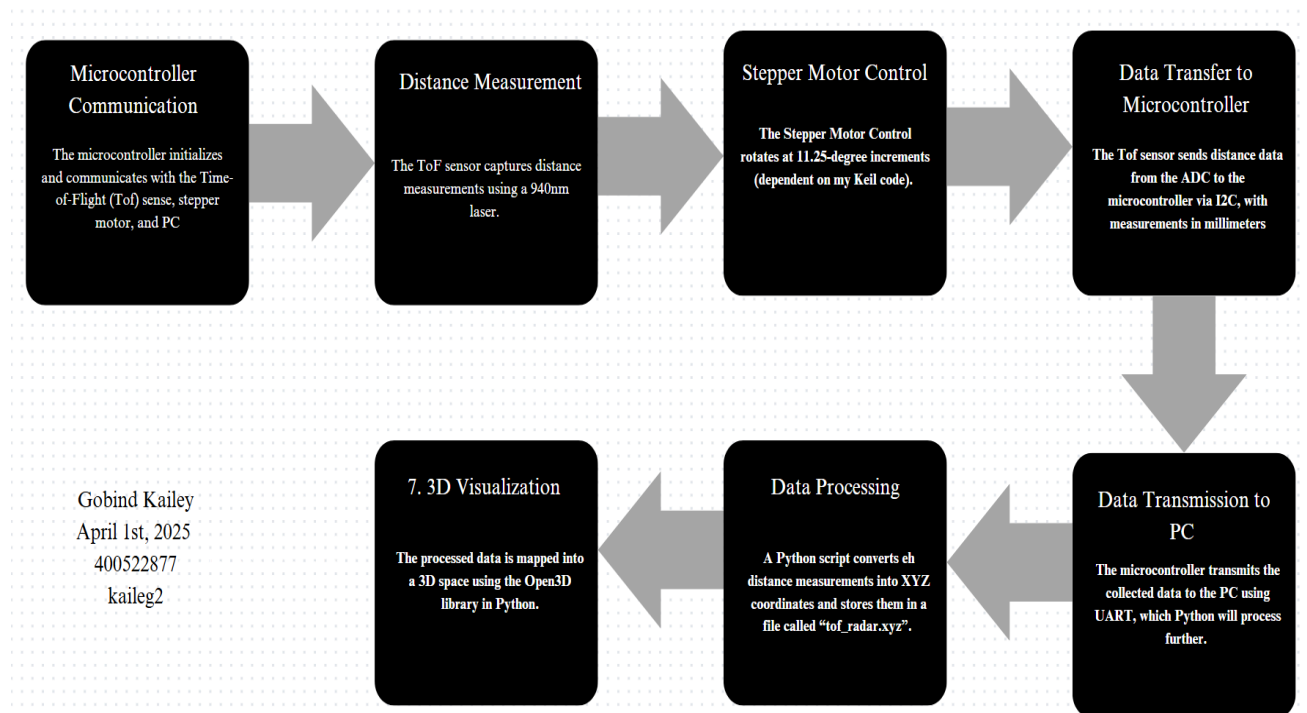 Microcontroller
Communication
The microcontroller initializes
and communicates with the Time-
of-Flight (Tof) sense, stepper
motor, and PC
Distance Measurement
The ToF sensor captures distance
measurements using a 940nm
laser.
Stepper Motor Control
The Stepper Motor Control
rotates at 11.25-degree increments
(dependent on my Keil code).
Data Transfer to
Microcontroller
The Tof sensor sends distance data
from the ADC to the
microcontroller via I2C, with
measurements in millimeters
Data Transmission to
PC
The microcontroller transmits the
collected data to the PC using
UART, which Python will process
further.
Data Processing
A Python script converts eh
distance measurements into XYZ
coordinates and stores them in a
file called “tof_radar.xyz”.
7. 3D Visualization
The processed data is mapped into
a 3D space using the Open3D
library in Python.
Gobind Kailey
April 1st, 2025
400522877
kaileg2